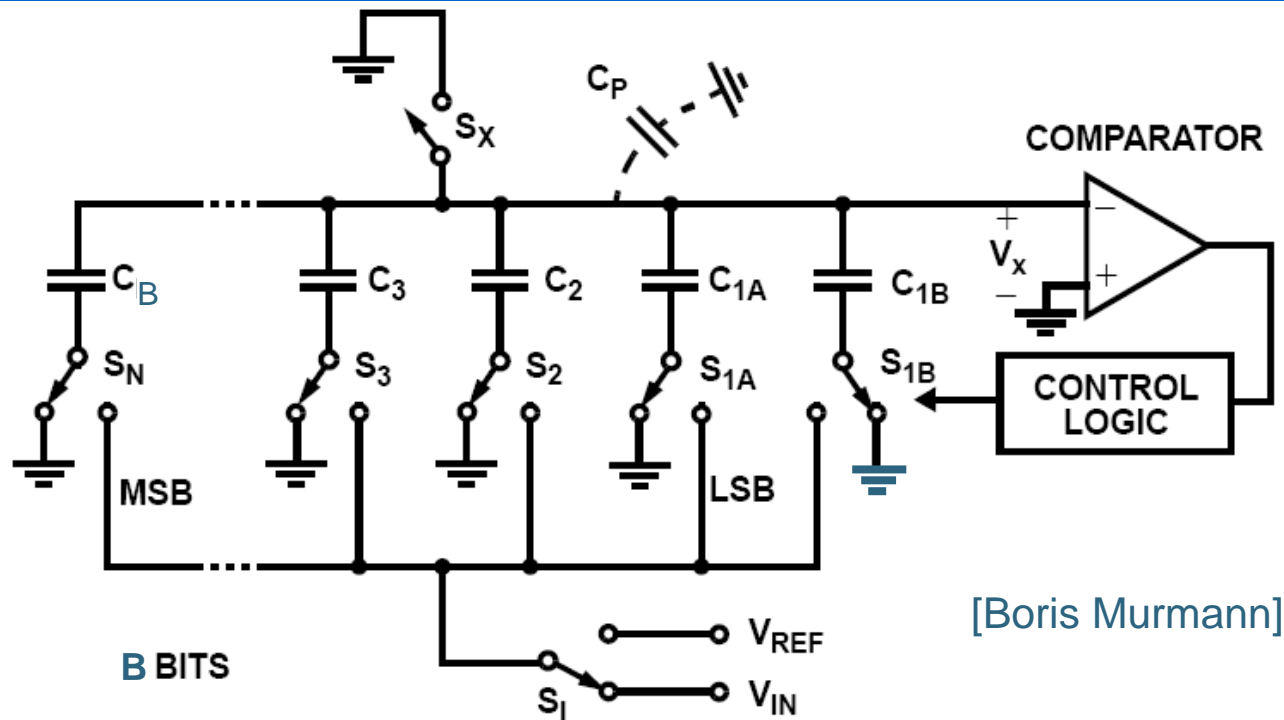 C_P
S_X
COMPARATOR
+
V_X
−
−
+
C_B
C_3
C_2
C_1A
C_1B
S_N
S_3
S_2
S_1A
S_1B
CONTROL
LOGIC
MSB
LSB
[Boris Murmann]
V_REF
B BITS
S_I
V_IN